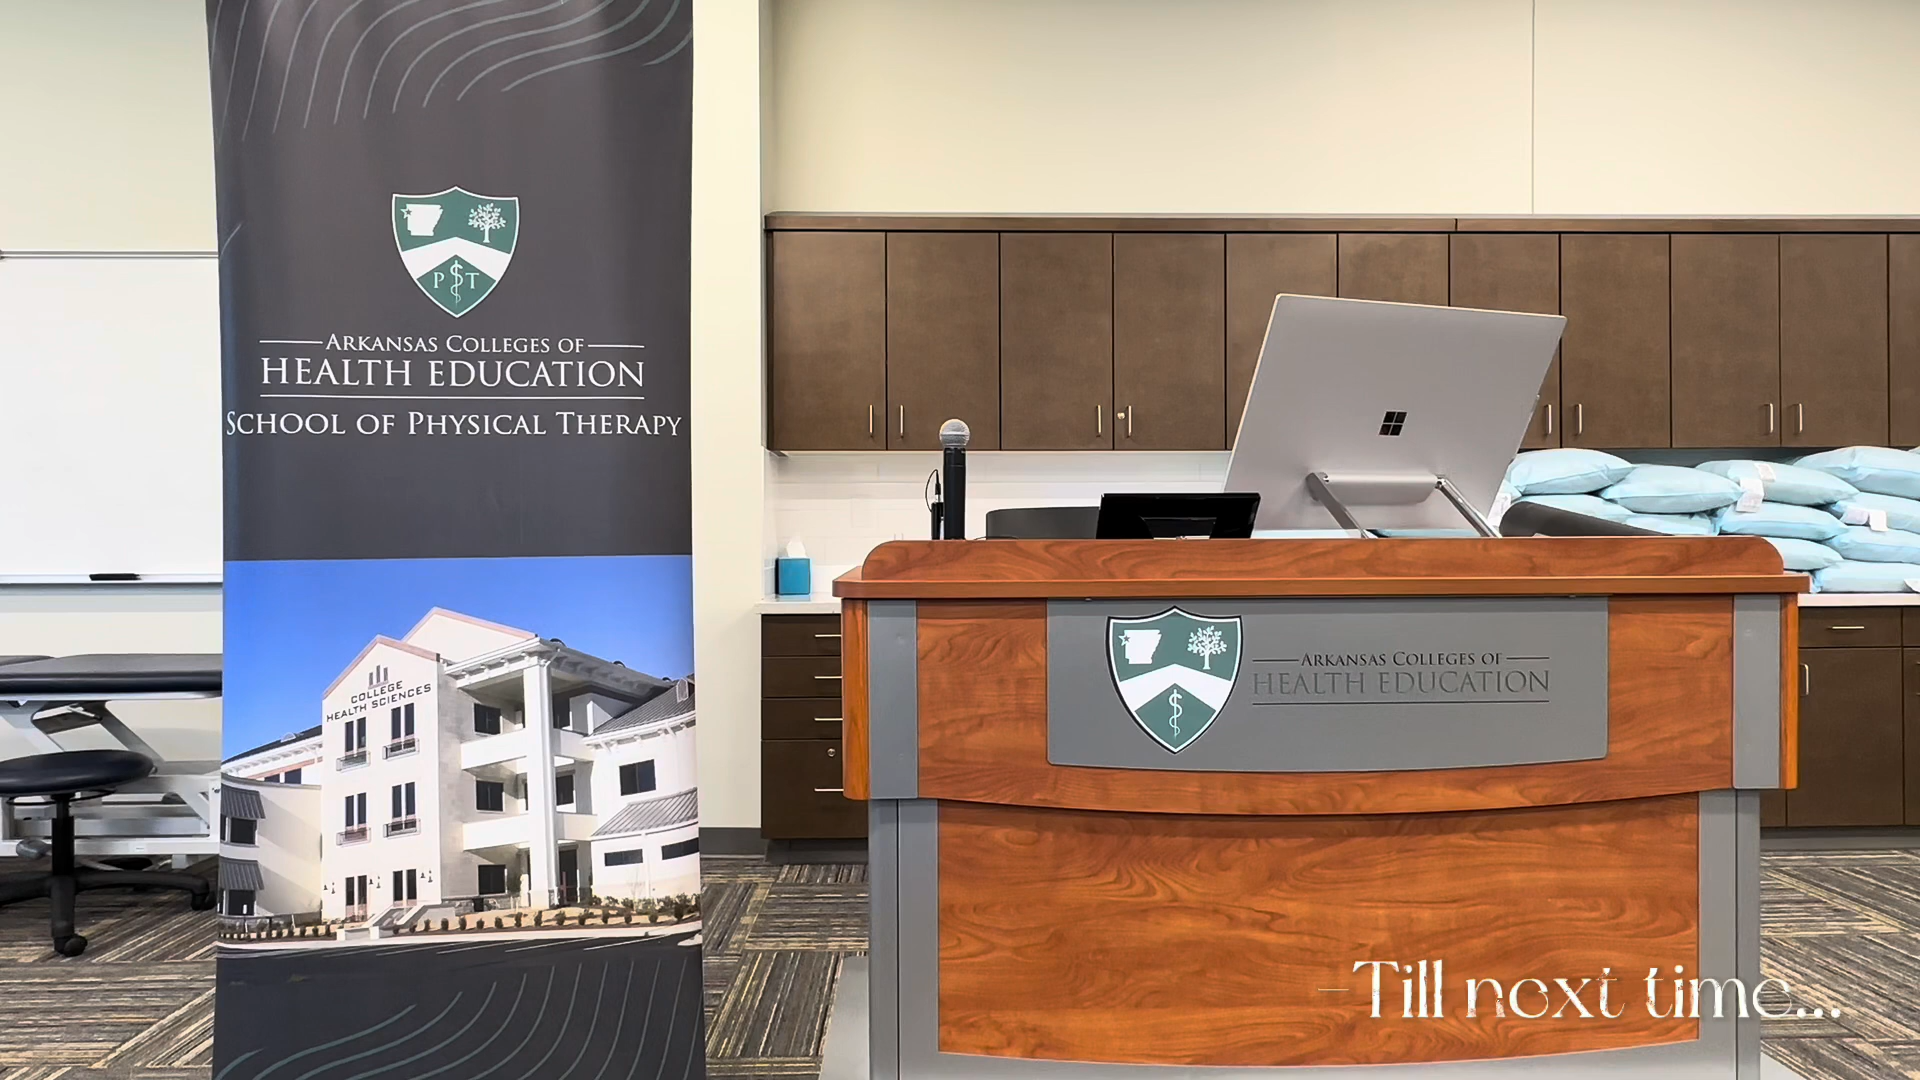 P T
ARKANSAS COLLEGES OF
HEALTH EDUCATION
SCHOOL OF PHYSICAL THERAPY
COLLEGE
HEALTH SCIENCES
ARKANSAS COLLEGES OF
HEALTH EDUCATION
-Till next time...